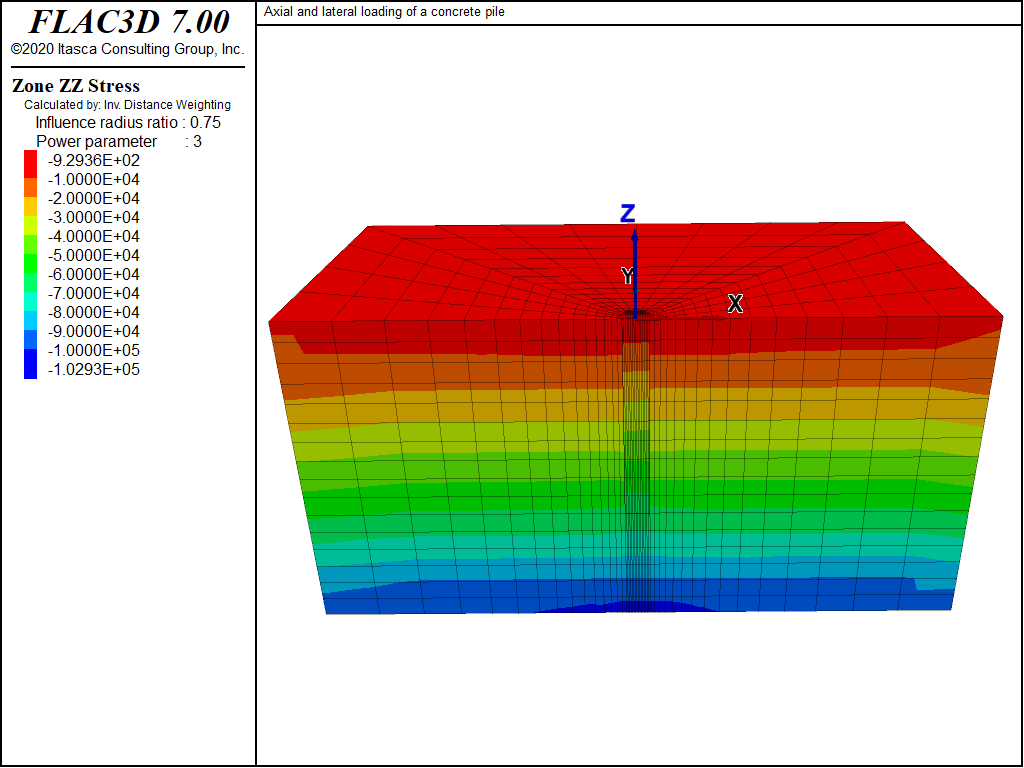 FLAC3D 7.00
©2020 Itasca Consulting Group, Inc.
Zone ZZ Stress
Calculated by: Inv. Distance Weighting
Influence radius ratio : 0.75
Power parameter : 3
-9.2936E+02
-1.0000E+04
-2.0000E+04
-3.0000E+04
-4.0000E+04
-5.0000E+04
-6.0000E+04
-7.0000E+04
-8.0000E+04
-9.0000E+04
-1.0000E+05
-1.0293E+05
Axial and lateral loading of a concrete pile
Z
Y
X